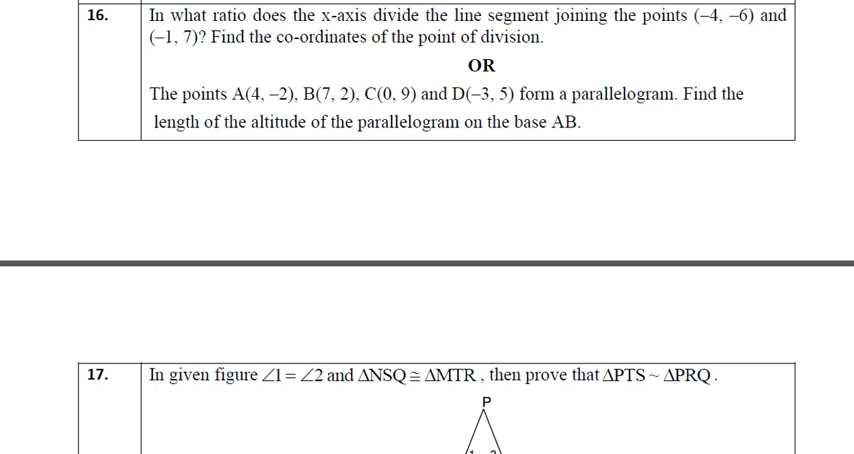 16. In what ratio does the x-axis divide the line segment joining the points (–4, –6) and
(–1, 7)? Find the co-ordinates of the point of division.
OR
The points A(4, –2), B(7, 2), C(0, 9) and D(–3, 5) form a parallelogram. Find the
length of the altitude of the parallelogram on the base AB.
17. In given figure ∠1 = ∠2 and ΔNSQ ≅ ΔMTR , then prove that ΔPTS ~ ΔPRQ .
P